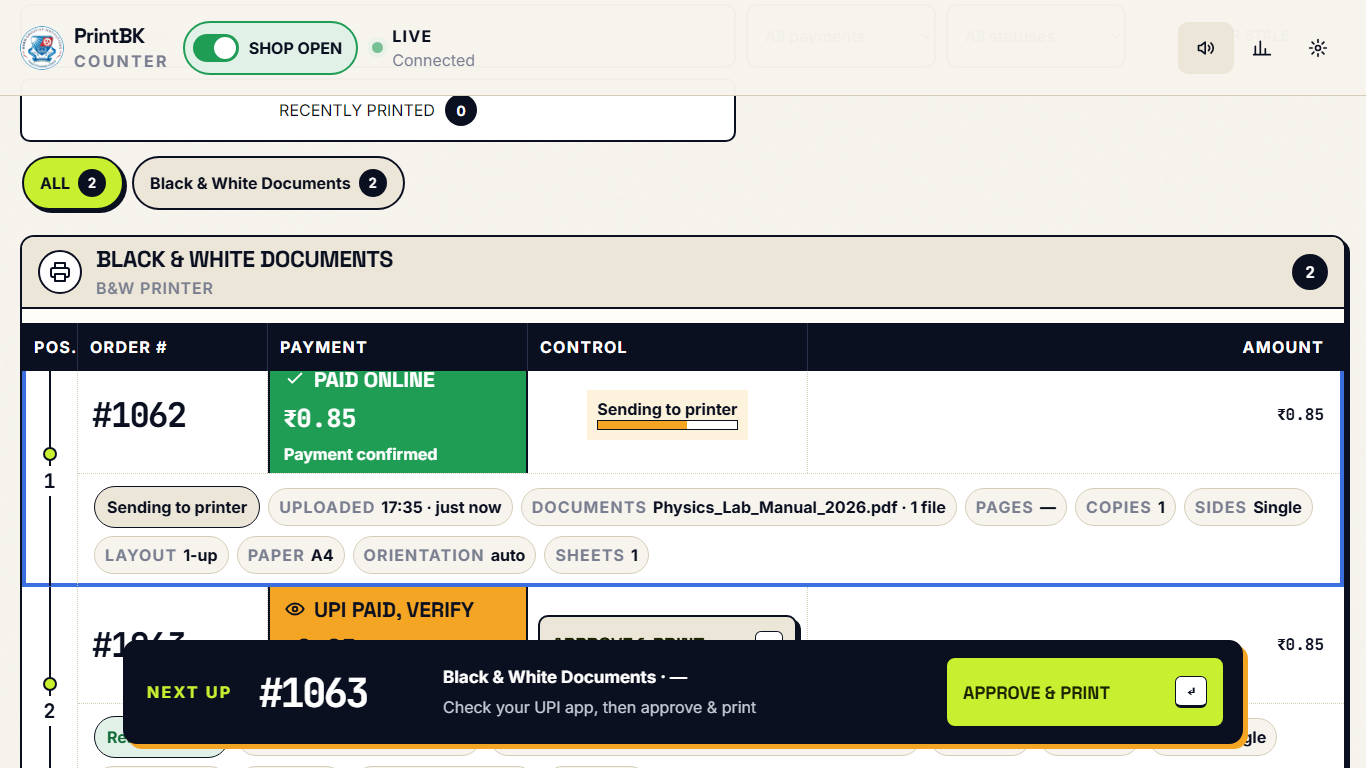 PrintBK
COUNTER
SHOP OPEN
LIVE
Connected
All payments
All statuses
RECENTLY PRINTED 0
ALL 2
Black & White Documents 2
BLACK & WHITE DOCUMENTS
B&W PRINTER
2
POS. ORDER # PAYMENT CONTROL AMOUNT
#1062
PAID ONLINE
₹0.85
Payment confirmed
Sending to printer
₹0.85
1
Sending to printer UPLOADED 17:35 · just now DOCUMENTS Physics_Lab_Manual_2026.pdf · 1 file PAGES — COPIES 1 SIDES Single
LAYOUT 1-up PAPER A4 ORIENTATION auto SHEETS 1
UPI PAID, VERIFY
₹0.85
2
NEXT UP #1063
Black & White Documents · —
Check your UPI app, then approve & print
APPROVE & PRINT